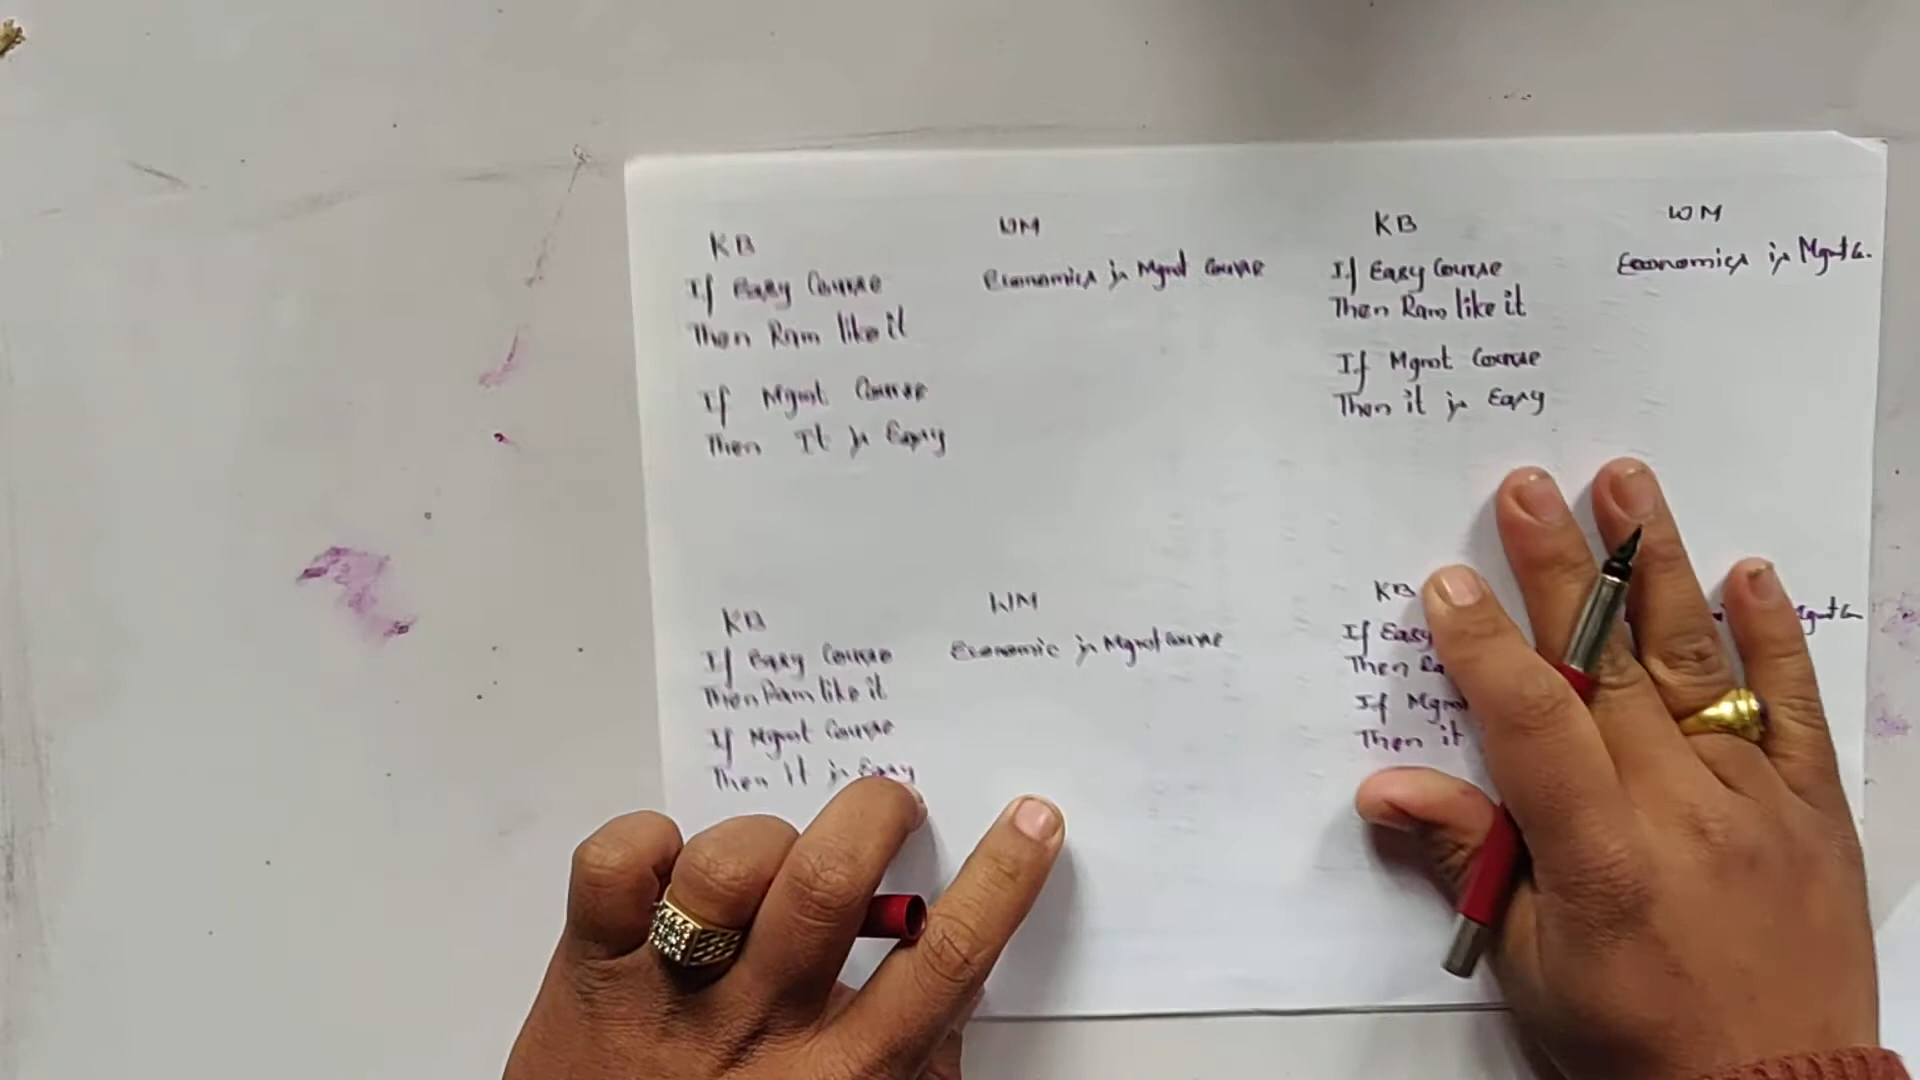 KB
If Easy Course
Then Ram like it
If Mgmt Course
Then It is Easy
WM
Economics is Mgmt Course
KB
If Easy Course
Then Ram like it
If Mgmt Course
Then it is Easy
WM
Economics is Mgmt C.
KB
If Easy Course
Then Ram like it
If Mgmt Course
Then it is Easy
WM
Economic is Mgmt Course
KB
If Easy
Then Ra
If Mgmt
Then it
Mgmt C